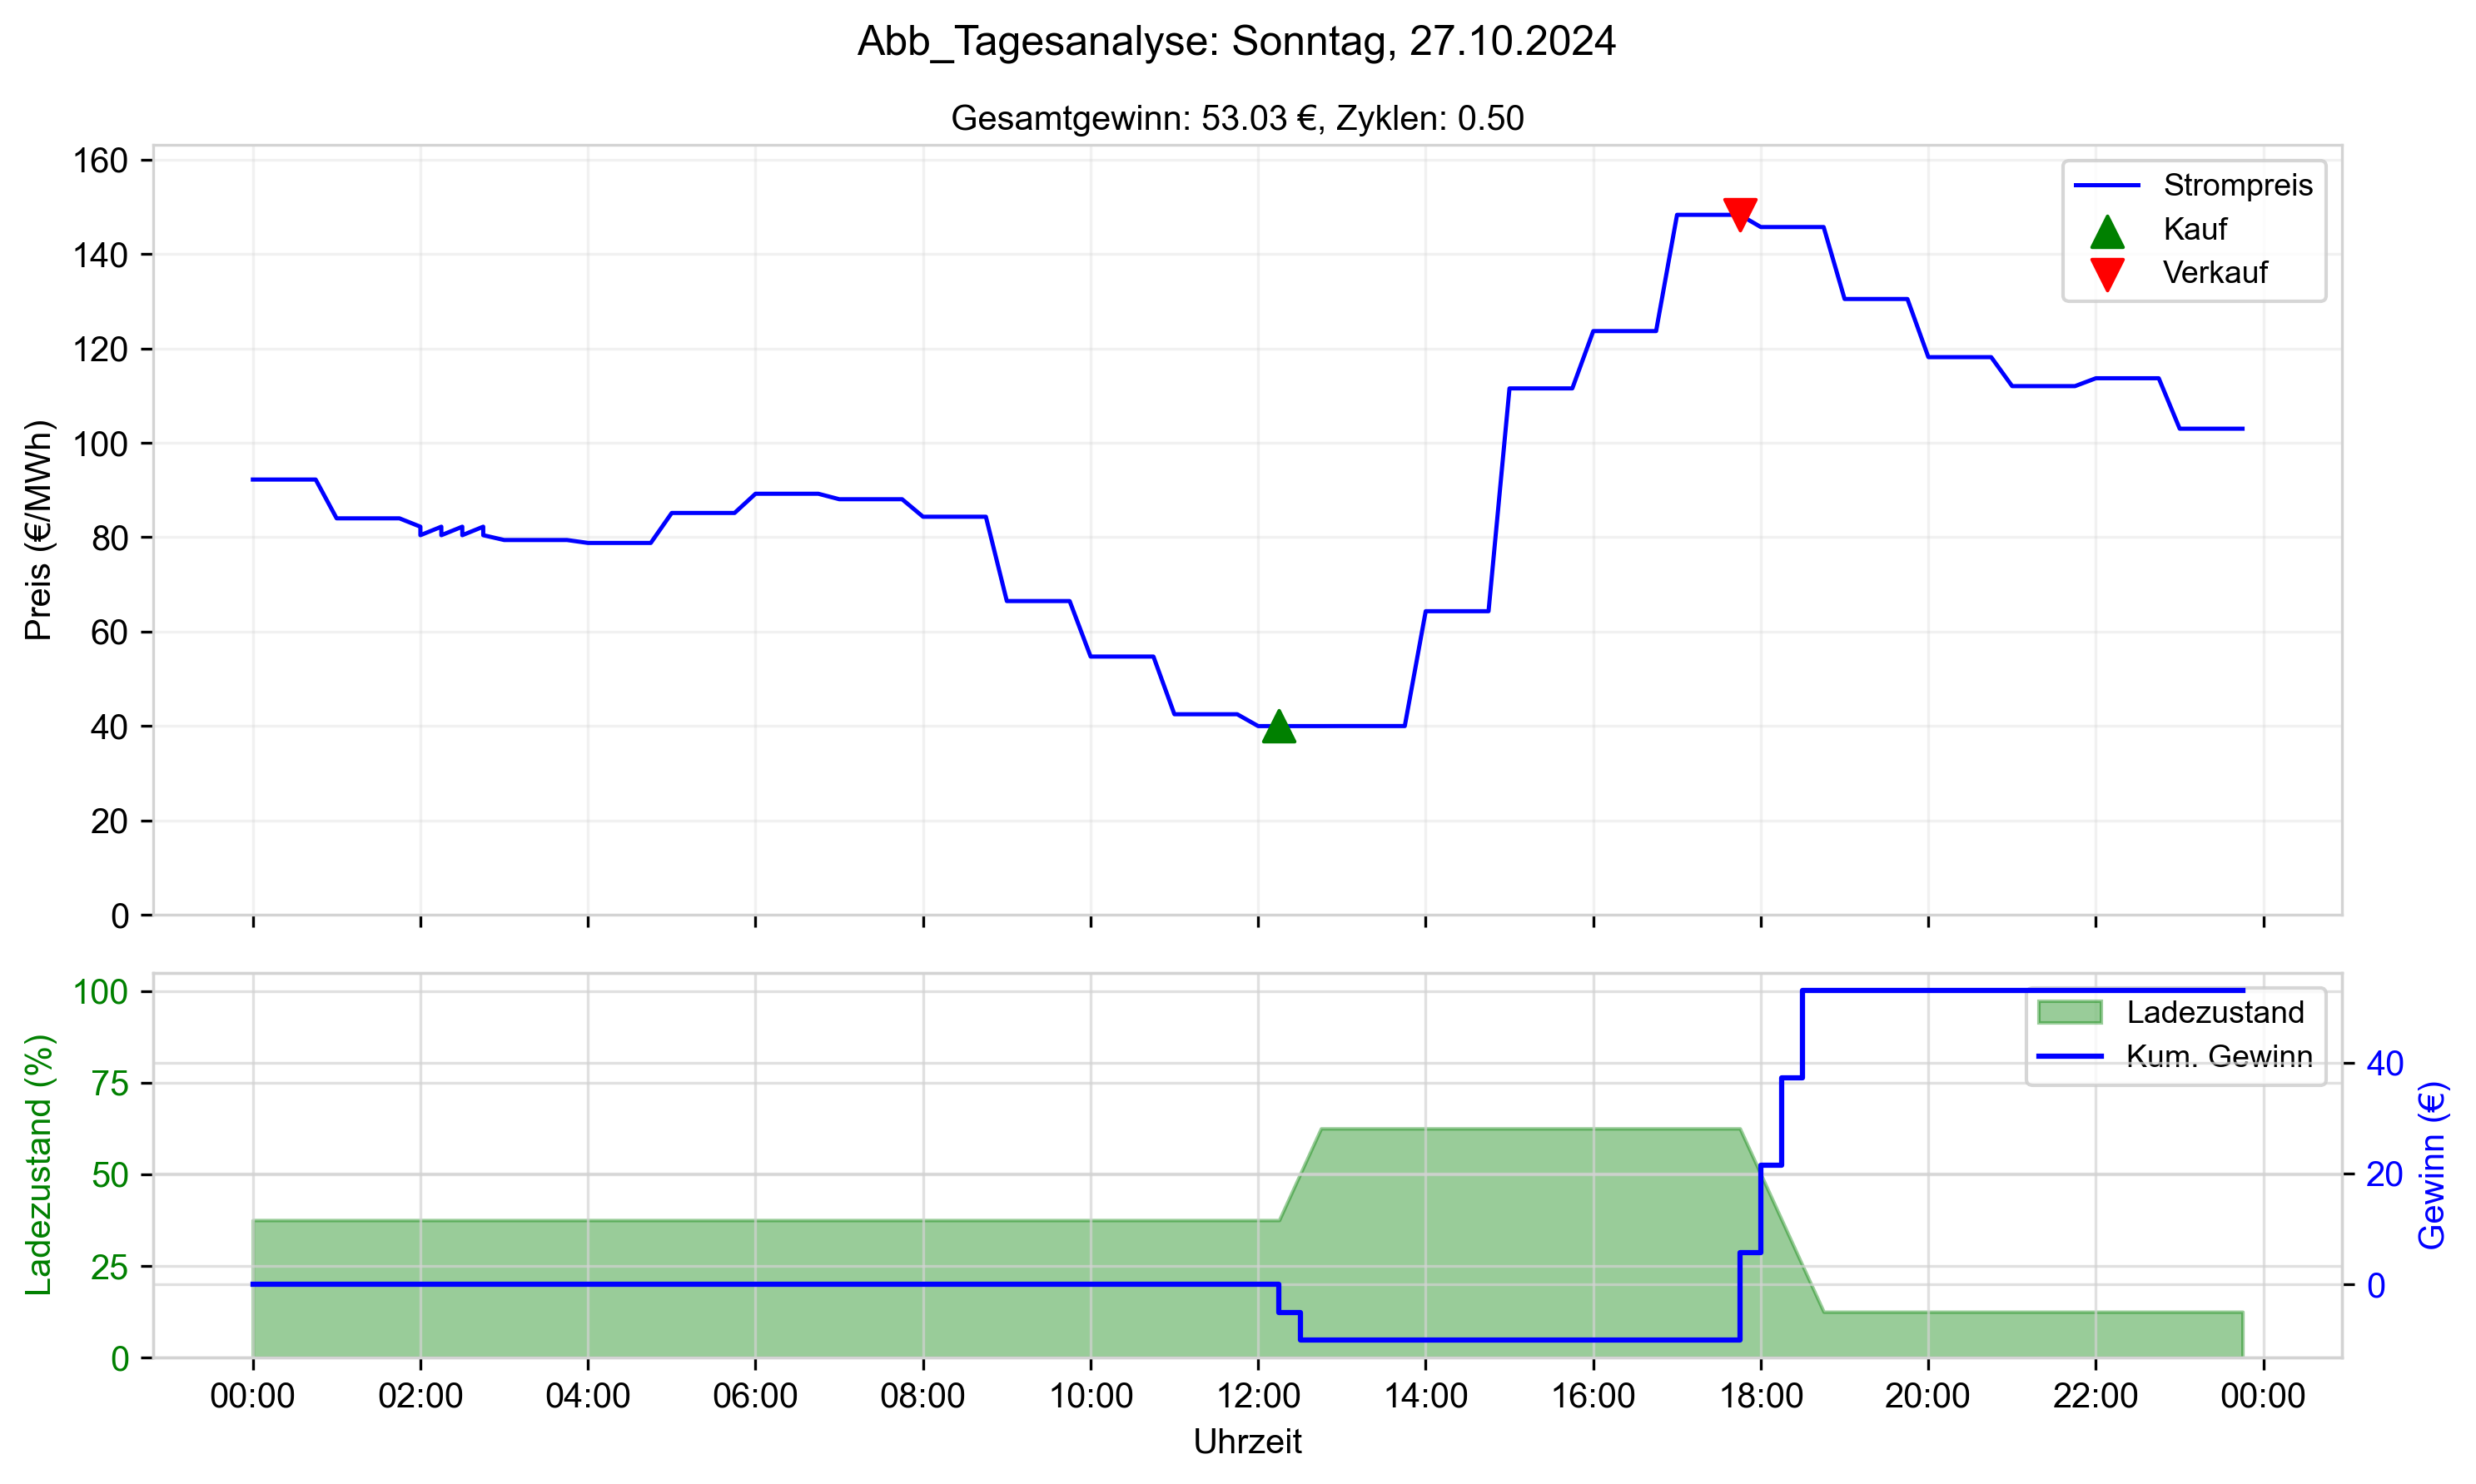 Abb_Tagesanalyse: Sonntag, 27.10.2024
Gesamtgewinn: 53.03 €, Zyklen: 0.50
160
140
120
100
80
60
40
20
0
Preis (€/MWh)
Strompreis
Kauf
Verkauf
100
75
50
25
0
Ladezustand (%)
Ladezustand
Kum. Gewinn
40
20
0
Gewinn (€)
00:00 02:00 04:00 06:00 08:00 10:00 12:00 14:00 16:00 18:00 20:00 22:00 00:00
Uhrzeit